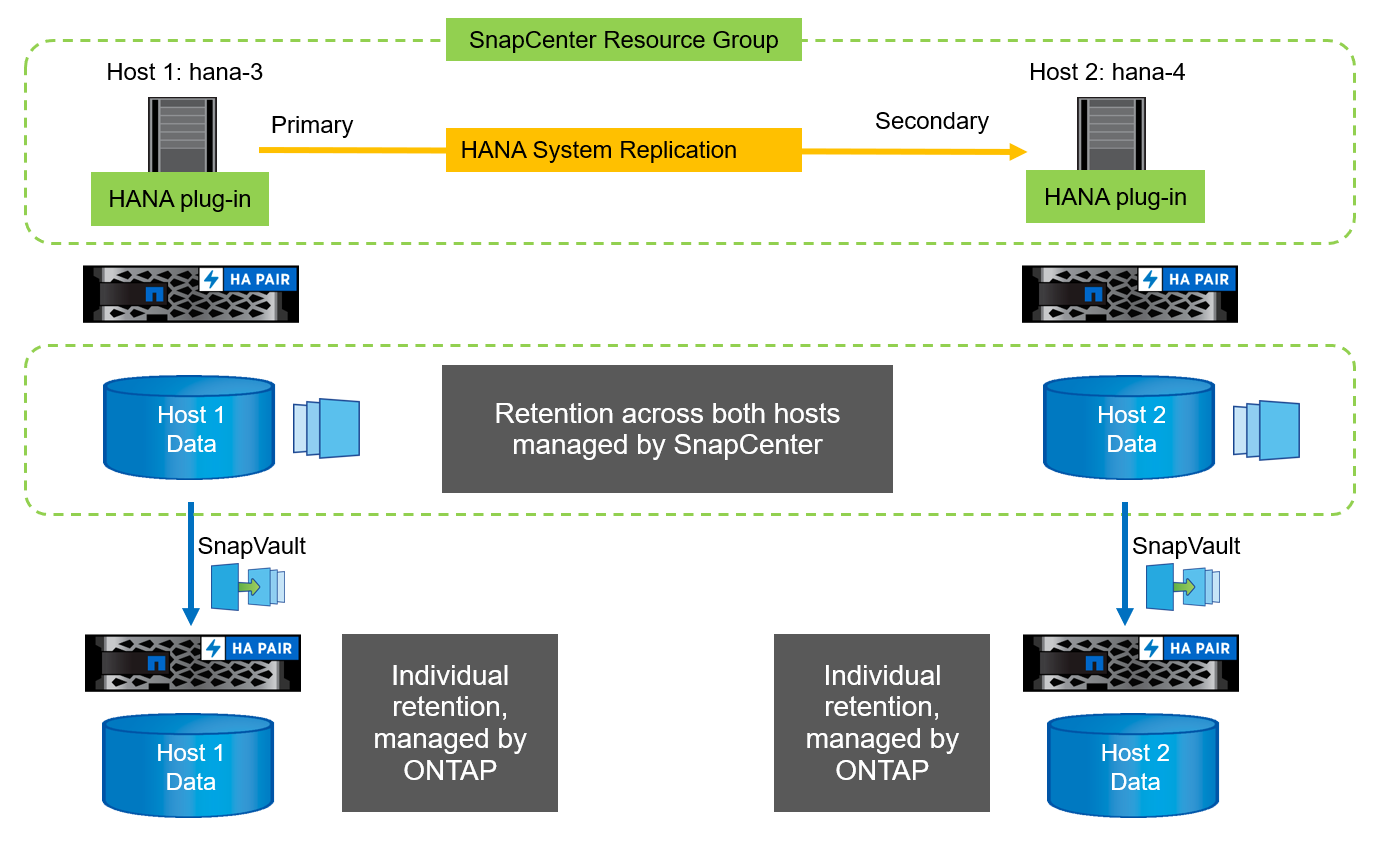 SnapCenter Resource Group
Host 1: hana-3
Host 2: hana-4
Primary
HANA System Replication
Secondary
HANA plug-in
HANA plug-in
HA PAIR
HA PAIR
Host 1
Data
Retention across both hosts
managed by SnapCenter
Host 2
Data
SnapVault
SnapVault
HA PAIR
HA PAIR
Individual
retention,
managed by
ONTAP
Individual
retention,
managed by
ONTAP
Host 1
Data
Host 2
Data